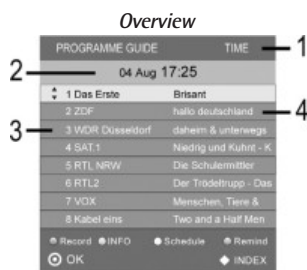 Overview
PROGRAMME GUIDE TIME 1
2 04 Aug 17:25
1 Das Erste Brisant
2 ZDF hallo deutschland 4
3 3 WDR Düsseldorf daheim & unterwegs
4 SAT.1 Niedrig und Kuhnt - K
5 RTL NRW Die Schulermittler
6 RTL2 Der Trödeltrupp - Das
7 VOX Menschen, Tiere &
8 Kabel eins Two and a Half Men
Record INFO Schedule Remind
OK INDEX